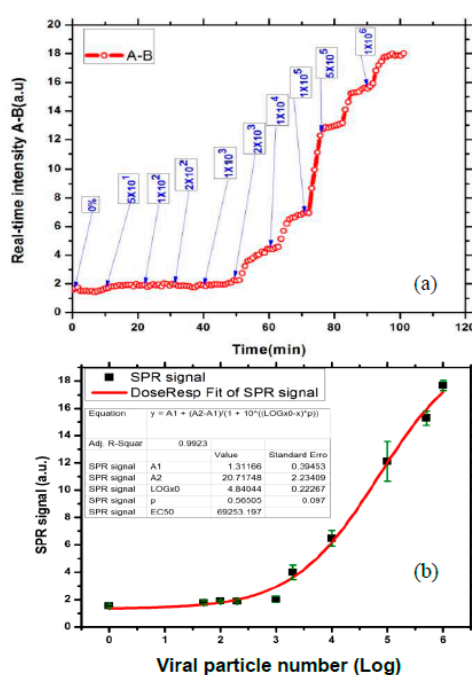 18
16
14
12
10
8
6
4
2
0
Real-time intensity A-B(a.u)
A-B
0%
5X10¹
1X10²
2X10²
1X10³
2X10³
1X10⁴
1X10⁵
5X10⁵
1X10⁶
(a)
0 20 40 60 80 100 120
Time(min)
SPR signal
DoseResp Fit of SPR signal
Equation y = A1 + (A2-A1)/(1 + 10^((LOGx0-x)*p))
Adj. R-Squar 0.9923
Value Standard Erro
SPR signal A1 1.31166 0.39453
SPR signal A2 20.71748 2.23409
SPR signal LOGx0 4.84044 0.22267
SPR signal p 0.56505 0.097
SPR signal EC50 69253.197
18
16
14
12
10
8
6
4
2
0
SPR signal (a.u.)
(b)
0 1 2 3 4 5 6
Viral particle number (Log)